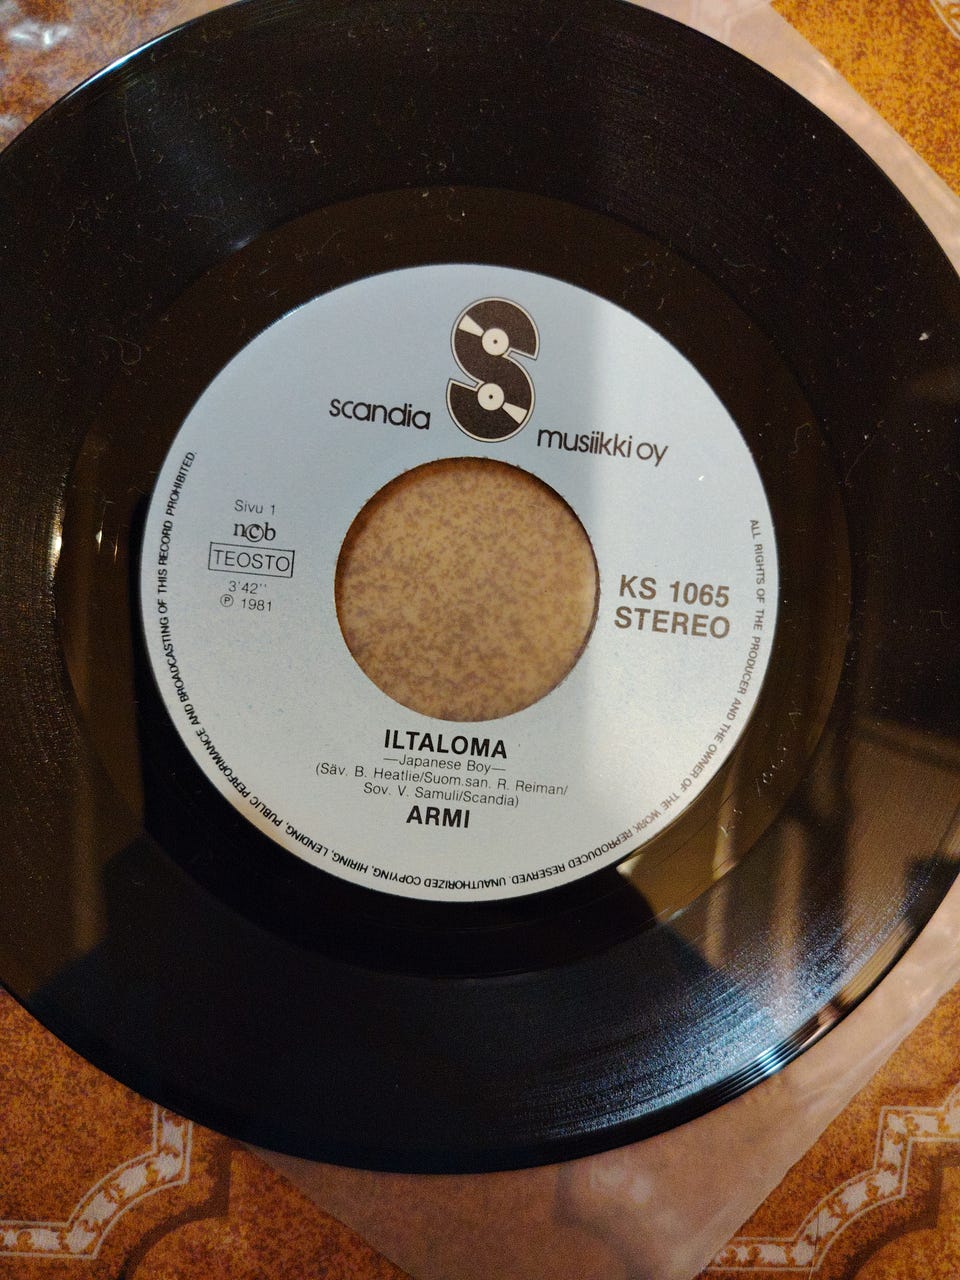 scandia
musiikki oy
Sivu 1
ncb
TEOSTO
3'42''
Ⓟ 1981
KS 1065
STEREO
ILTALOMA
—Japanese Boy—
(Säv. B. Heatlie/Suom.san. R. Reiman/
Sov. V. Samuli/Scandia)
ARMI
ALL RIGHTS OF THE PRODUCER AND THE OWNER OF THE WORK REPRODUCED RESERVED. UNAUTHORIZED COPYING, HIRING, LENDING, PUBLIC PERFORMANCE AND BROADCASTING OF THIS RECORD PROHIBITED.